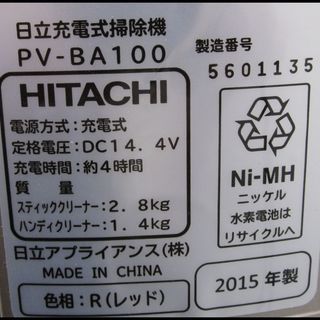 日立充電式掃除機
PV-BA100
製造番号
5601135
HITACHI
電源方式:充電式
定格電圧:DC14.4V
充電時間:約4時間
質量
スティッククリーナー:2.8kg
ハンディクリーナー:1.4kg
日立アプライアンス(株)
MADE IN CHINA
色相:R(レッド)
Ni-MH
ニッケル
水素電池は
リサイクルへ
2015年製